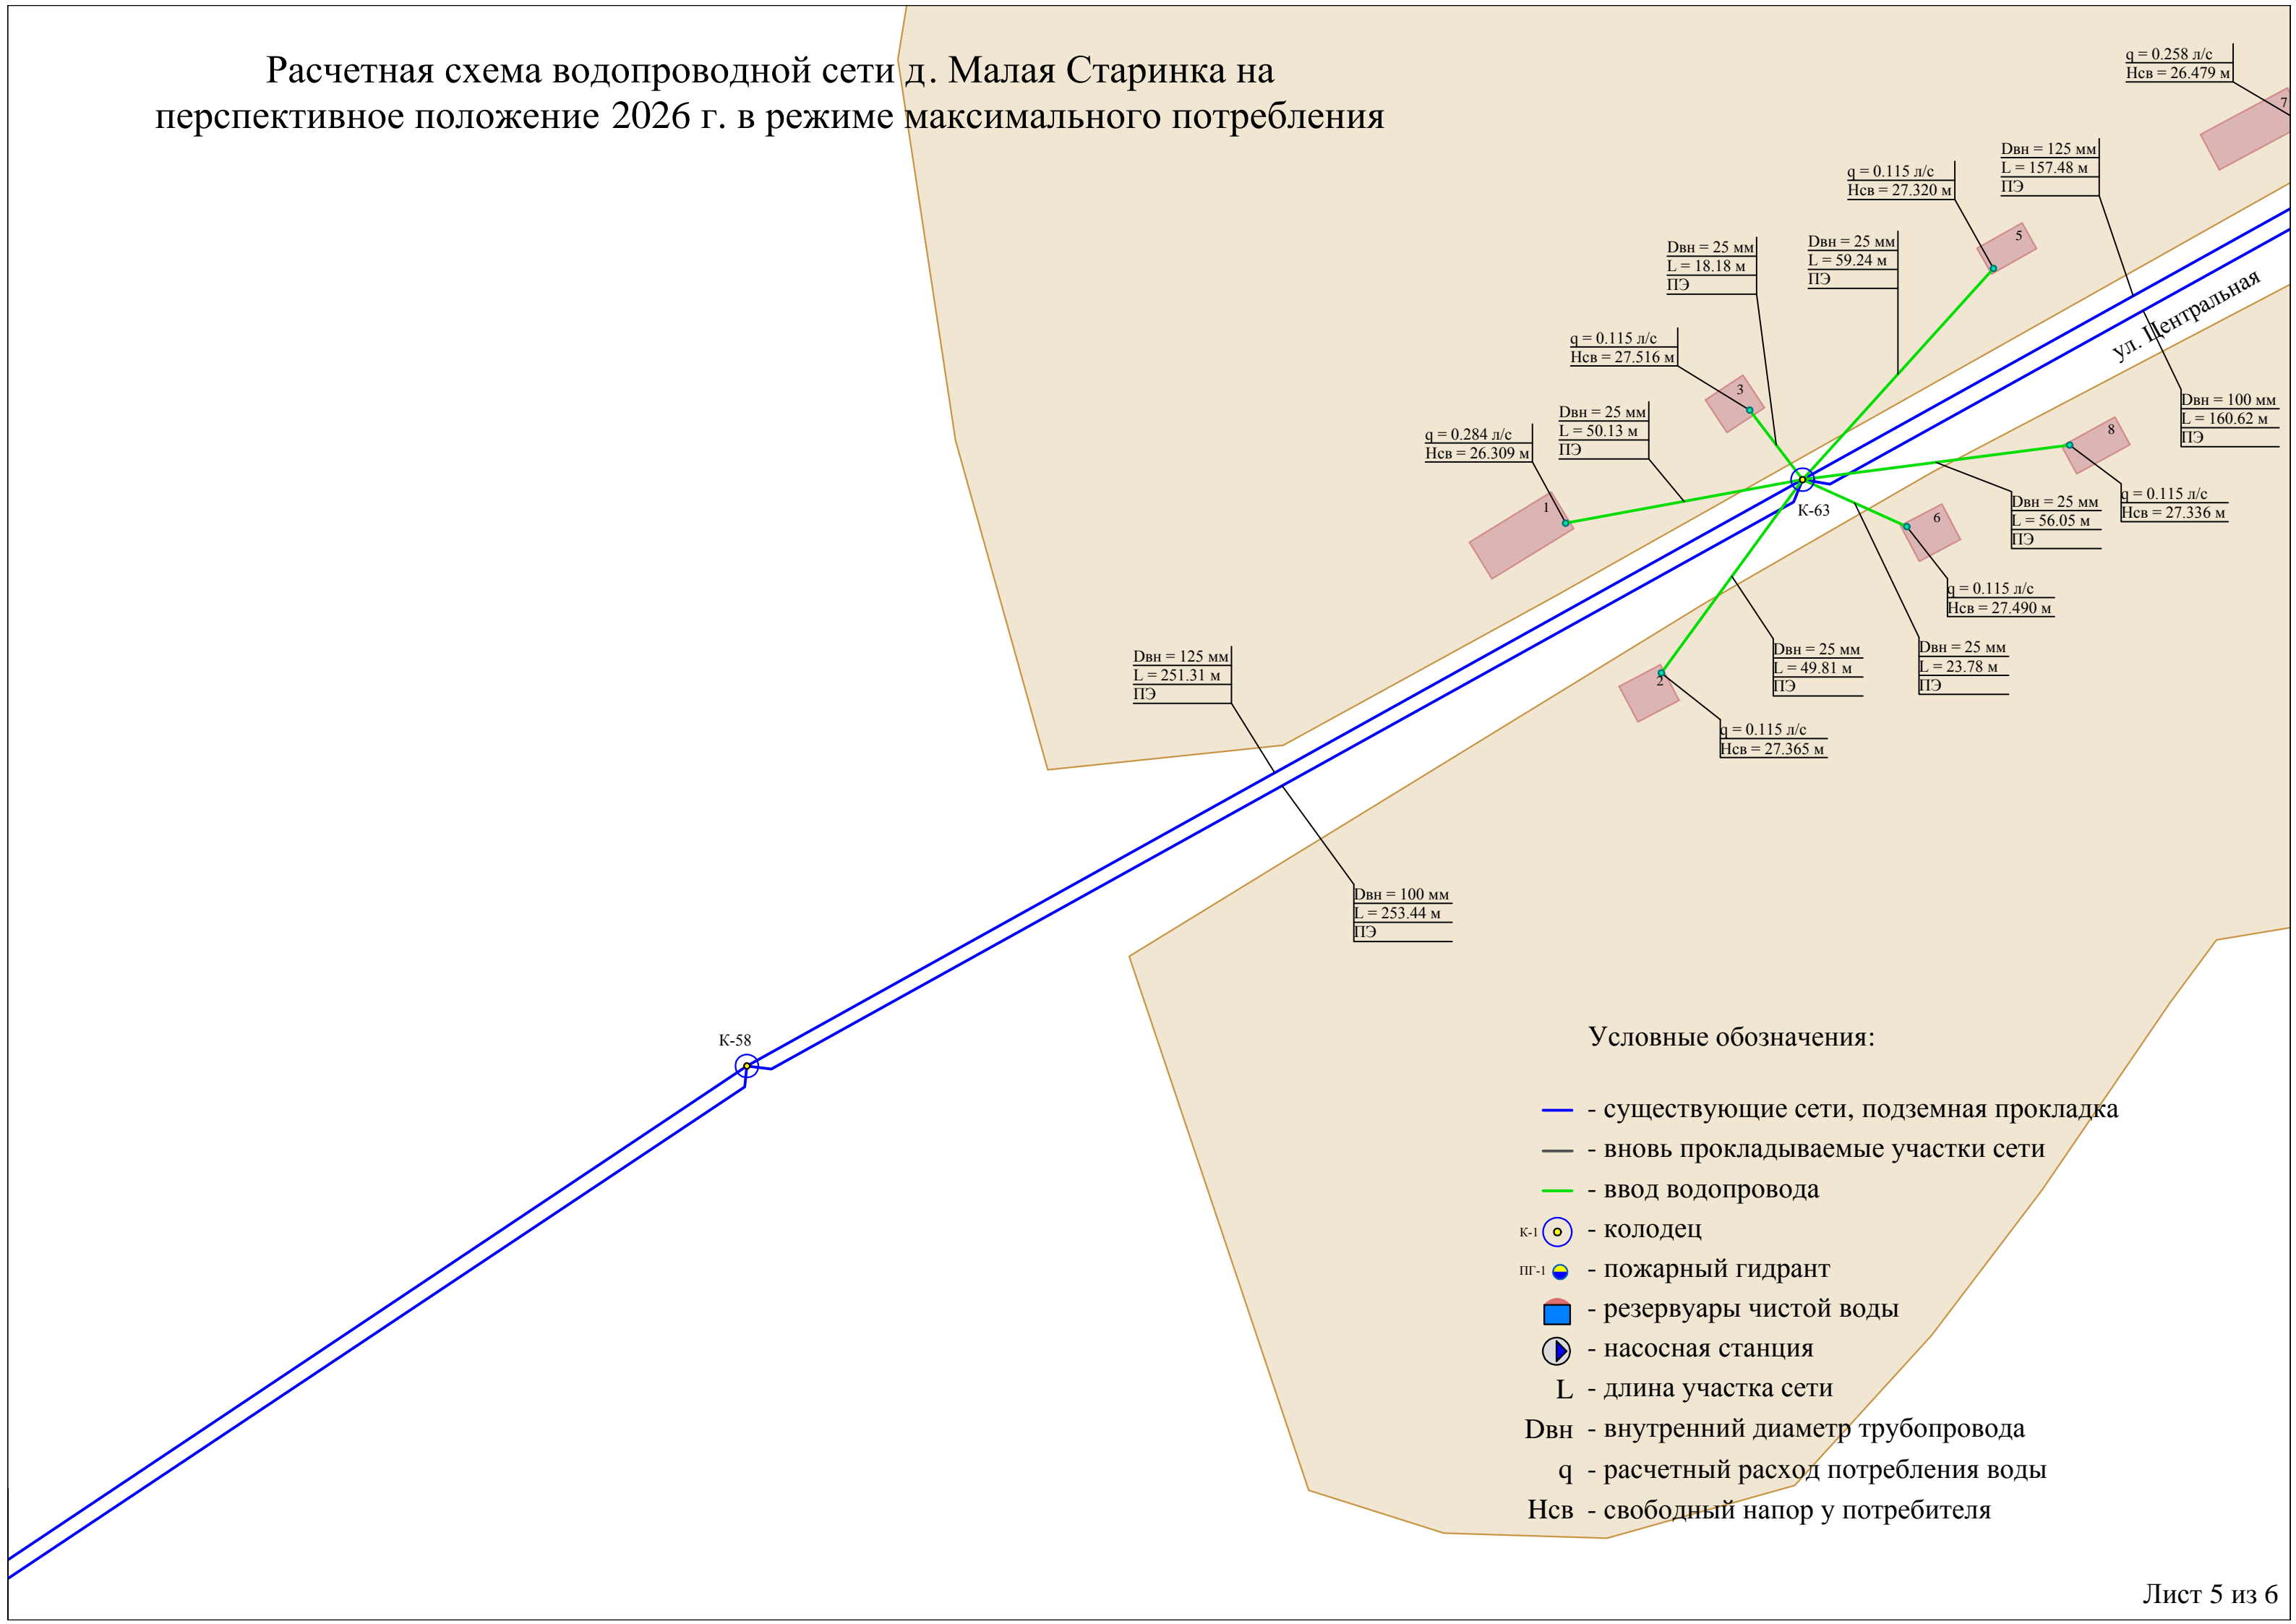 Расчетная схема водопроводной сети д. Малая Старинка на
перспективное положение 2026 г. в режиме максимального потребления
q = 0.258 л/с
Нсв = 26.479 м
7
Dвн = 125 мм
L = 157.48 м
ПЭ
q = 0.115 л/с
Нсв = 27.320 м
5
Dвн = 25 мм
L = 18.18 м
ПЭ
Dвн = 25 мм
L = 59.24 м
ПЭ
ул. Центральная
q = 0.115 л/с
Нсв = 27.516 м
3
Dвн = 25 мм
L = 50.13 м
ПЭ
q = 0.284 л/с
Нсв = 26.309 м
1
Dвн = 100 мм
L = 160.62 м
ПЭ
8
q = 0.115 л/с
Нсв = 27.336 м
Dвн = 25 мм
L = 56.05 м
ПЭ
К-63
6
q = 0.115 л/с
Нсв = 27.490 м
Dвн = 25 мм
L = 49.81 м
ПЭ
Dвн = 25 мм
L = 23.78 м
ПЭ
2
q = 0.115 л/с
Нсв = 27.365 м
Dвн = 125 мм
L = 251.31 м
ПЭ
Dвн = 100 мм
L = 253.44 м
ПЭ
К-58
Условные обозначения:
- существующие сети, подземная прокладка
- вновь прокладываемые участки сети
- ввод водопровода
К-1 - колодец
ПГ-1 - пожарный гидрант
- резервуары чистой воды
- насосная станция
L - длина участка сети
Dвн - внутренний диаметр трубопровода
q - расчетный расход потребления воды
Нсв - свободный напор у потребителя
Лист 5 из 6